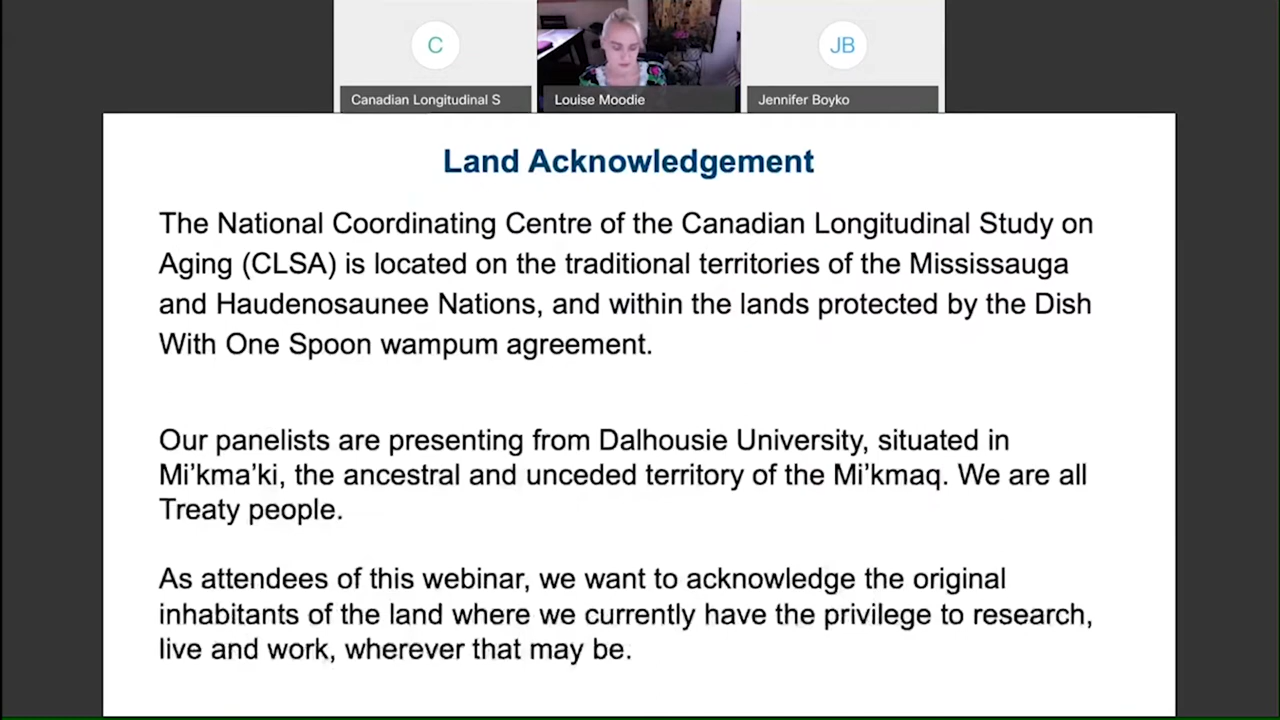 C
JB
Canadian Longitudinal S
Louise Moodie
Jennifer Boyko
Land Acknowledgement
The National Coordinating Centre of the Canadian Longitudinal Study on
Aging (CLSA) is located on the traditional territories of the Mississauga
and Haudenosaunee Nations, and within the lands protected by the Dish
With One Spoon wampum agreement.
Our panelists are presenting from Dalhousie University, situated in
Mi’kma’ki, the ancestral and unceded territory of the Mi’kmaq. We are all
Treaty people.
As attendees of this webinar, we want to acknowledge the original
inhabitants of the land where we currently have the privilege to research,
live and work, wherever that may be.